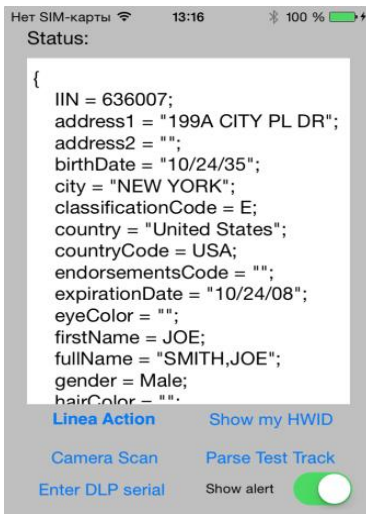 Нет SIM-карты 13:16 100 %
Status:
{
IIN = 636007;
address1 = "199A CITY PL DR";
address2 = "";
birthDate = "10/24/35";
city = "NEW YORK";
classificationCode = E;
country = "United States";
countryCode = USA;
endorsementsCode = "";
expirationDate = "10/24/08";
eyeColor = "";
firstName = JOE;
fullName = "SMITH,JOE";
gender = Male;
hairColor = "";
Linea Action Show my HWID
Camera Scan Parse Test Track
Enter DLP serial Show alert